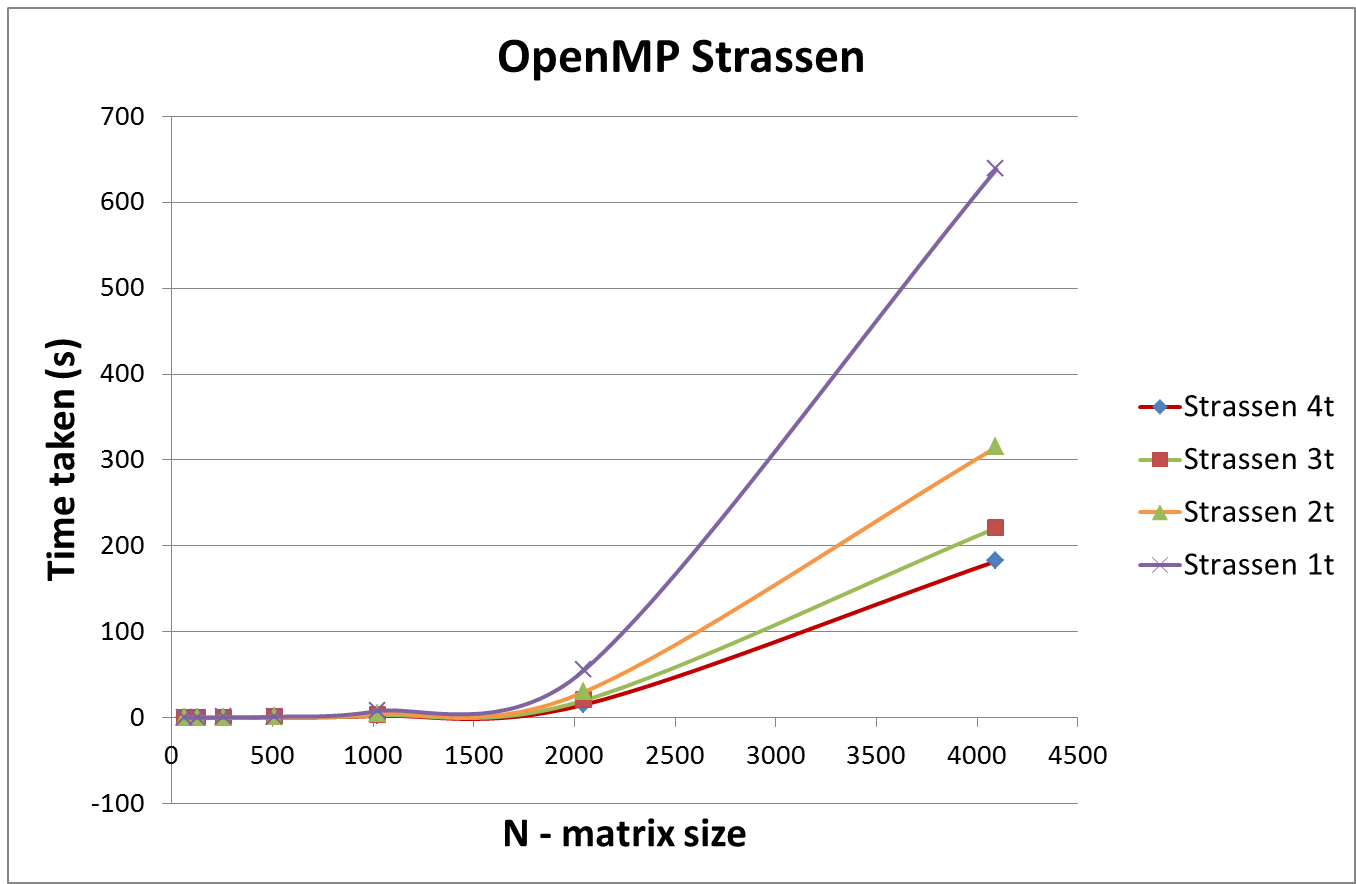 OpenMP Strassen
700
600
500
400
300
200
100
0
-100
Time taken (s)
0 500 1000 1500 2000 2500 3000 3500 4000 4500
N - matrix size
Strassen 4t
Strassen 3t
Strassen 2t
Strassen 1t